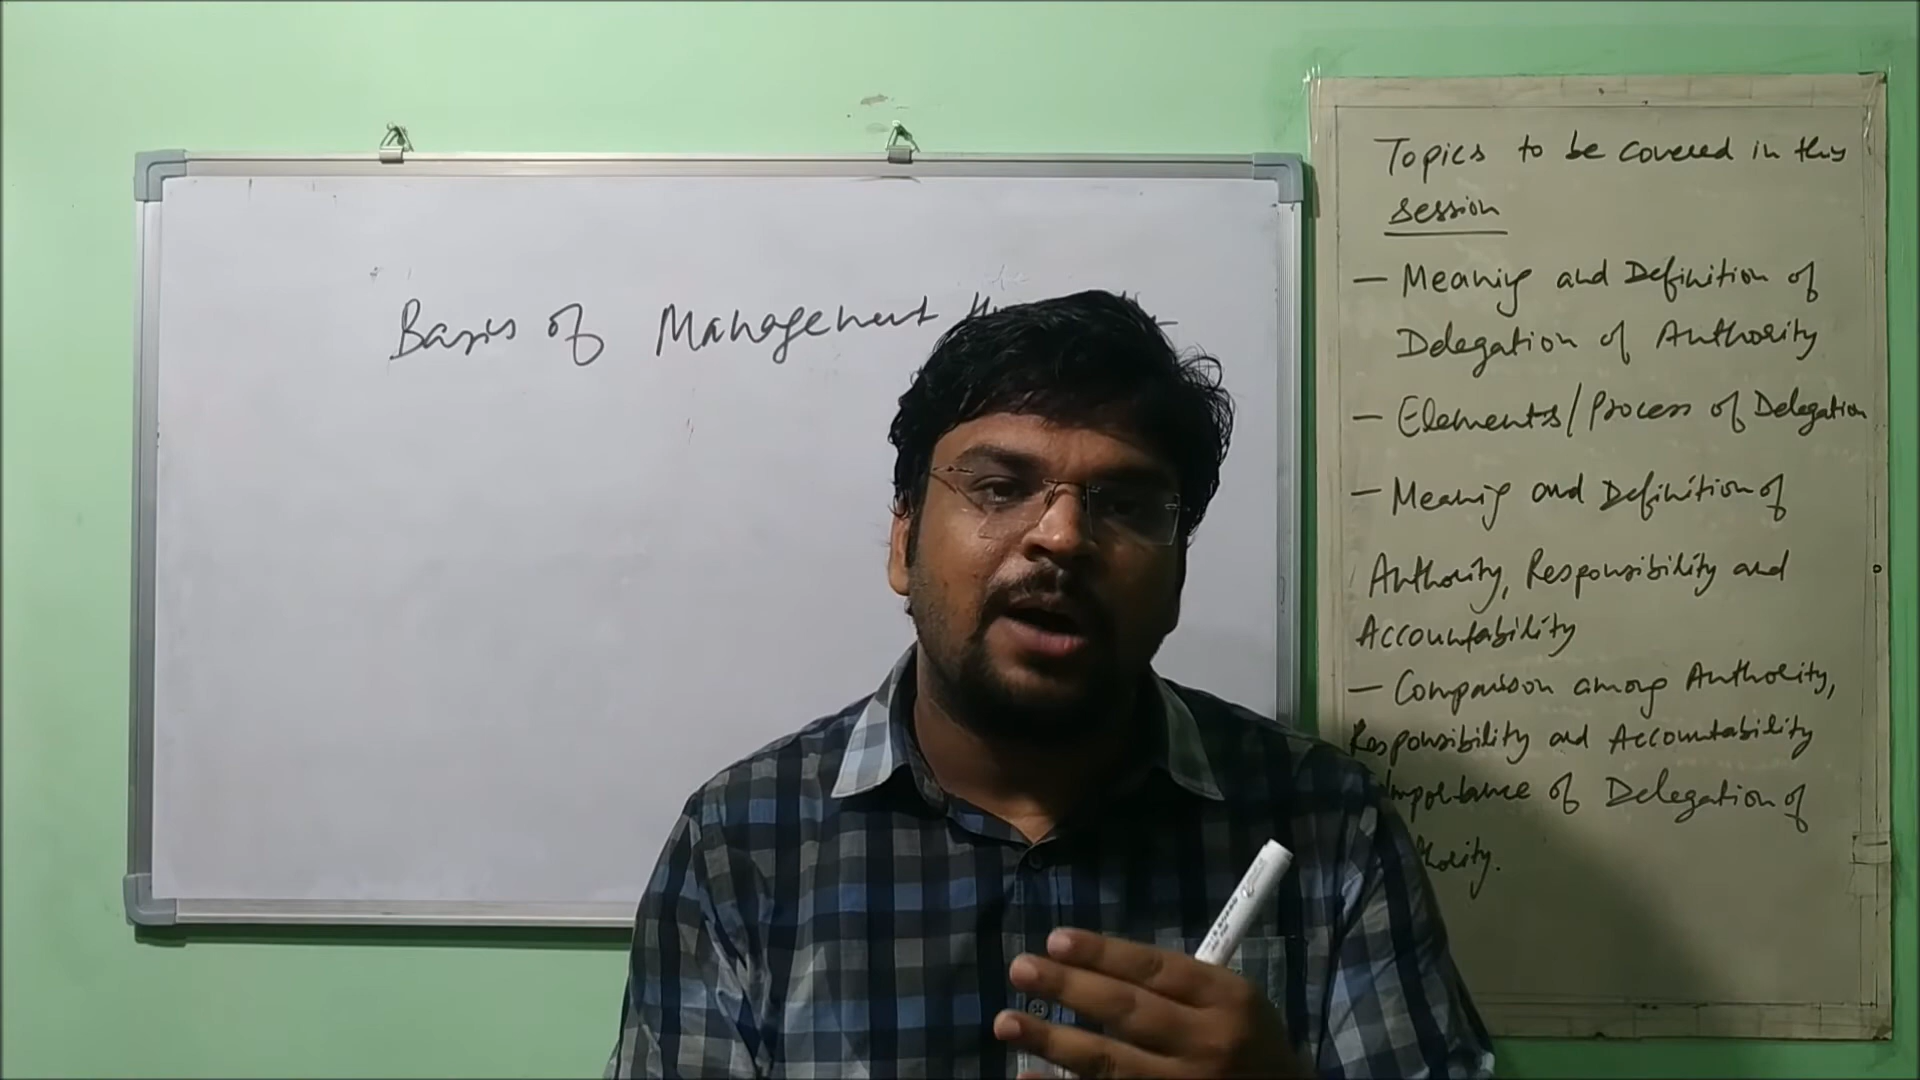 Basis of Management
Topics to be covered in this
session
- Meaning and Definition of
Delegation of Authority
- Elements/Process of Delegation
- Meaning and Definition of
Authority, Responsibility and
Accountability
- Comparison among Authority,
Responsibility and Accountability
Importance of Delegation of
thority.